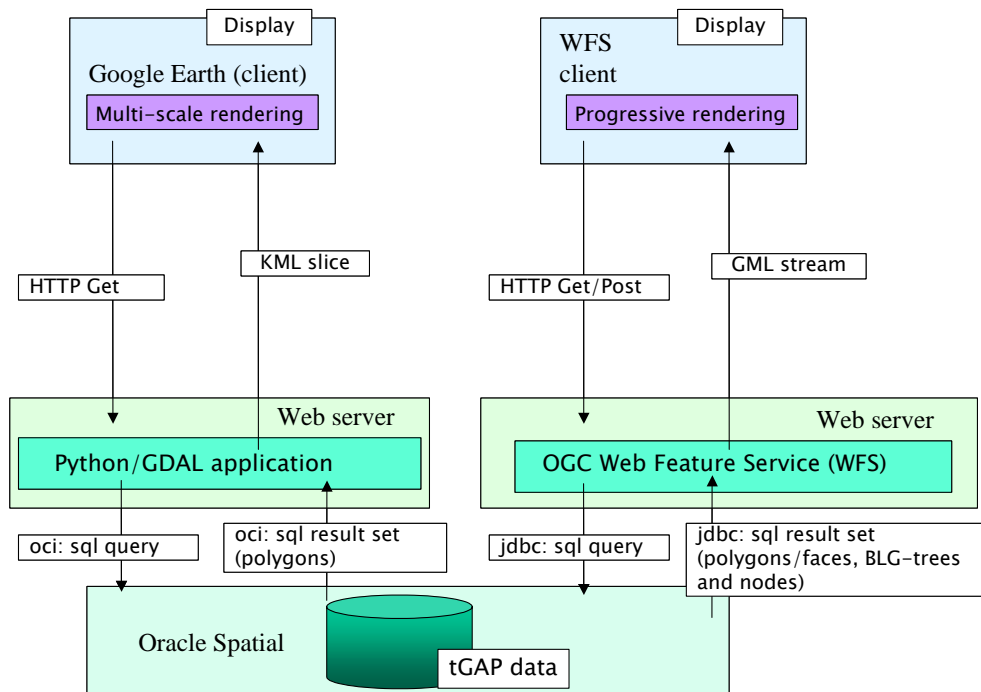 Display
Google Earth (client)
Multi-scale rendering
Display
WFS
client
Progressive rendering
HTTP Get
KML slice
HTTP Get/Post
GML stream
Web server
Python/GDAL application
Web server
OGC Web Feature Service (WFS)
oci: sql query
oci: sql result set
(polygons)
jdbc: sql query
jdbc: sql result set
(polygons/faces, BLG-trees
and nodes)
Oracle Spatial
tGAP data